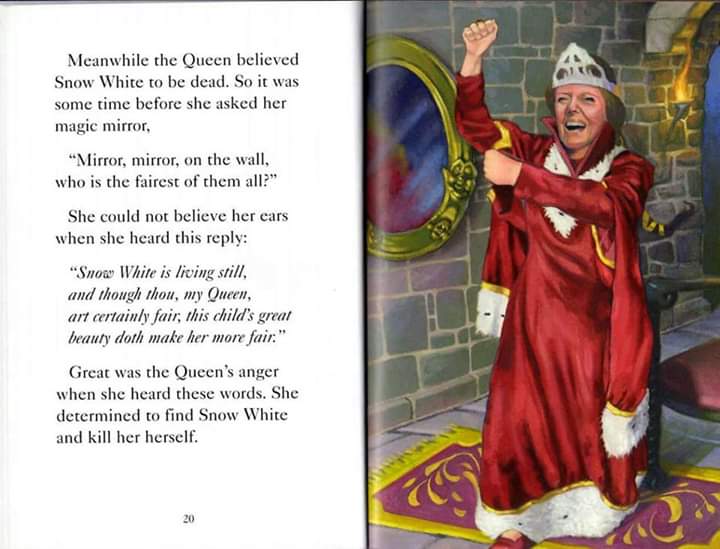 Meanwhile the Queen believed
Snow White to be dead. So it was
some time before she asked her
magic mirror,
“Mirror, mirror, on the wall,
who is the fairest of them all?”
She could not believe her ears
when she heard this reply:
“Snow White is living still,
and though thou, my Queen,
art certainly fair, this child's great
beauty doth make her more fair.”
Great was the Queen's anger
when she heard these words. She
determined to find Snow White
and kill her herself.
20